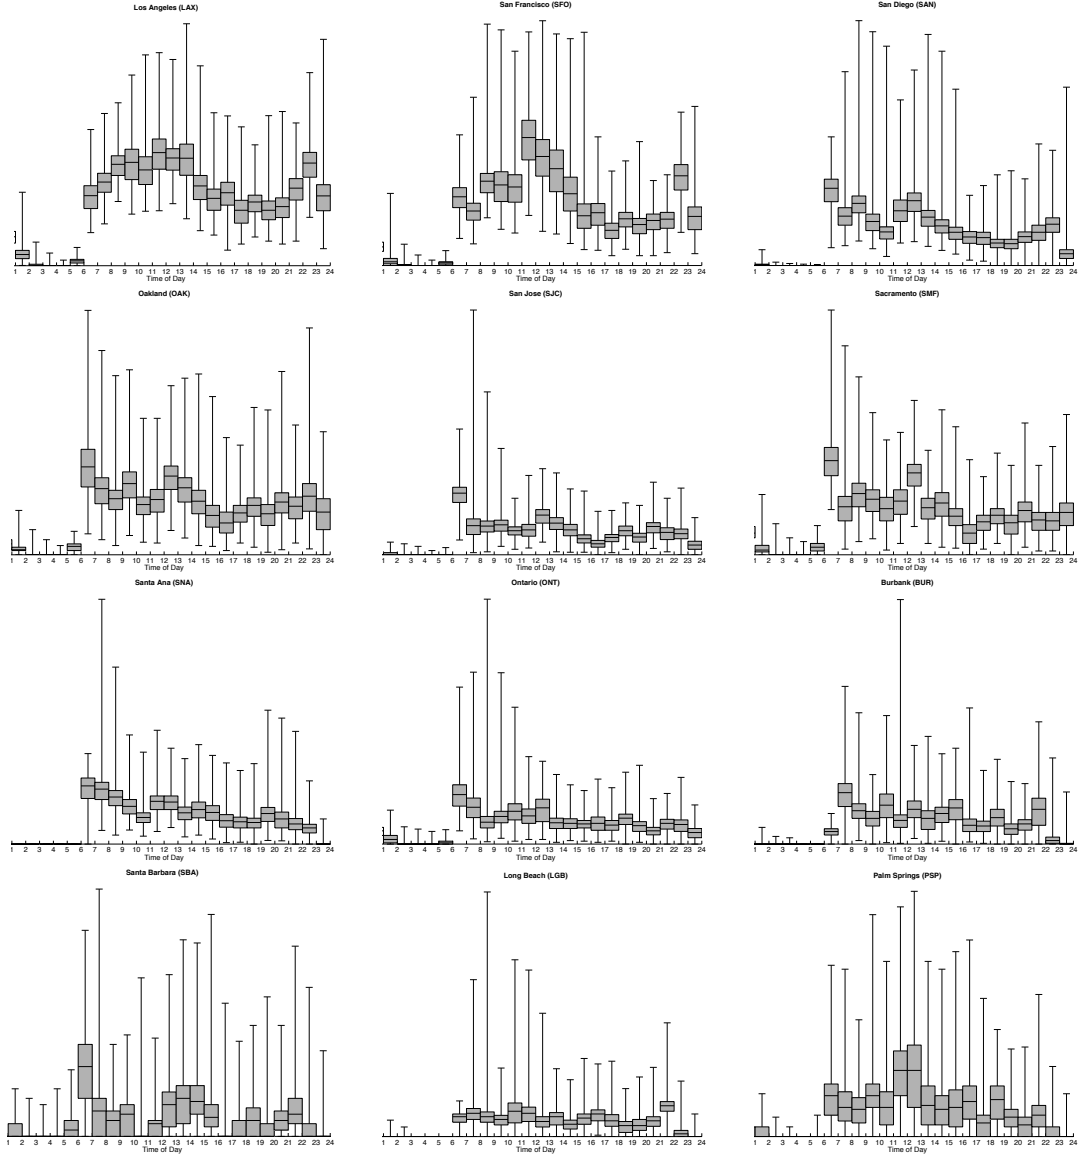 Los Angeles (LAX)
1 2 3 4 5 6 7 8 9 10 11 12 13 14 15 16 17 18 19 20 21 22 23 24
Time of Day
San Francisco (SFO)
1 2 3 4 5 6 7 8 9 10 11 12 13 14 15 16 17 18 19 20 21 22 23 24
Time of Day
San Diego (SAN)
1 2 3 4 5 6 7 8 9 10 11 12 13 14 15 16 17 18 19 20 21 22 23 24
Time of Day
Oakland (OAK)
1 2 3 4 5 6 7 8 9 10 11 12 13 14 15 16 17 18 19 20 21 22 23 24
Time of Day
San Jose (SJC)
1 2 3 4 5 6 7 8 9 10 11 12 13 14 15 16 17 18 19 20 21 22 23 24
Time of Day
Sacramento (SMF)
1 2 3 4 5 6 7 8 9 10 11 12 13 14 15 16 17 18 19 20 21 22 23 24
Time of Day
Santa Ana (SNA)
1 2 3 4 5 6 7 8 9 10 11 12 13 14 15 16 17 18 19 20 21 22 23 24
Time of Day
Ontario (ONT)
1 2 3 4 5 6 7 8 9 10 11 12 13 14 15 16 17 18 19 20 21 22 23 24
Time of Day
Burbank (BUR)
1 2 3 4 5 6 7 8 9 10 11 12 13 14 15 16 17 18 19 20 21 22 23 24
Time of Day
Santa Barbara (SBA)
1 2 3 4 5 6 7 8 9 10 11 12 13 14 15 16 17 18 19 20 21 22 23 24
Time of Day
Long Beach (LGB)
1 2 3 4 5 6 7 8 9 10 11 12 13 14 15 16 17 18 19 20 21 22 23 24
Time of Day
Palm Springs (PSP)
1 2 3 4 5 6 7 8 9 10 11 12 13 14 15 16 17 18 19 20 21 22 23 24
Time of Day